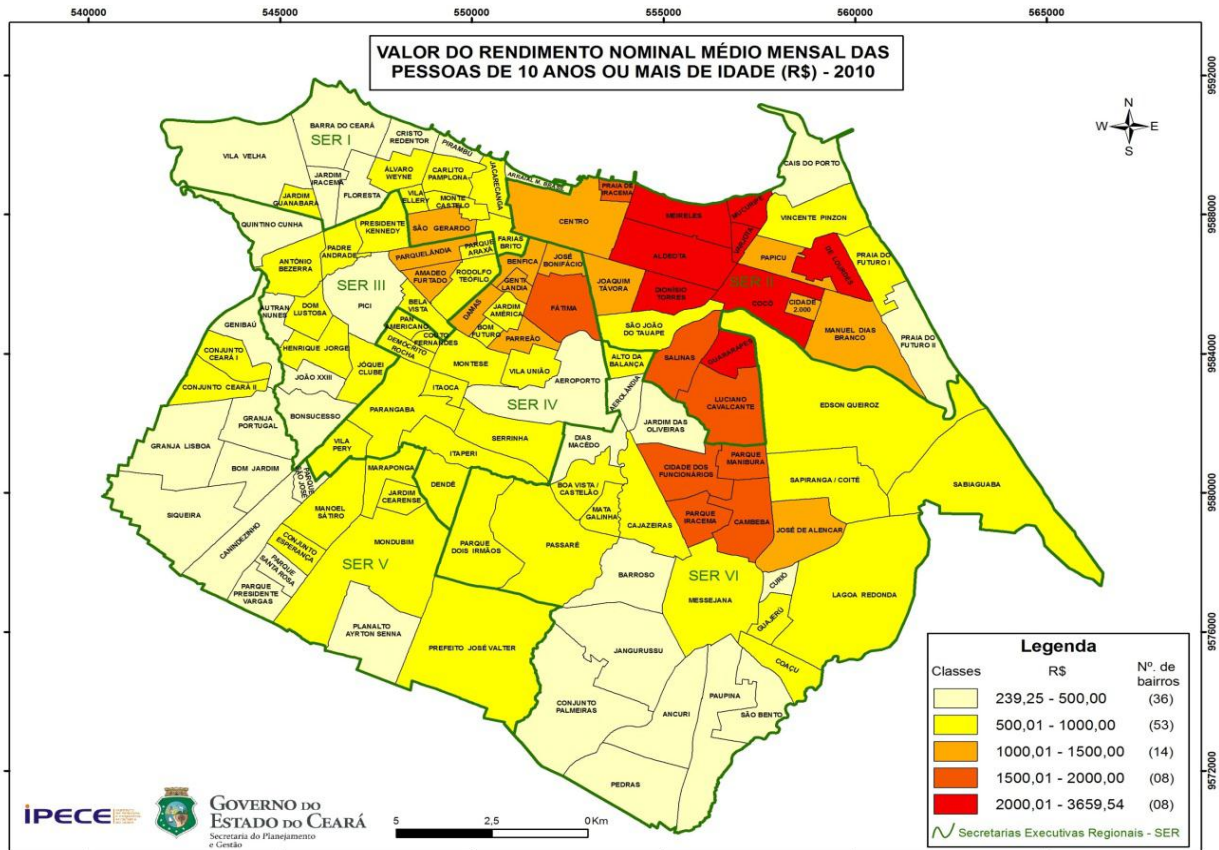 540000 545000 550000 555000 560000 565000
VALOR DO RENDIMENTO NOMINAL MÉDIO MENSAL DAS
PESSOAS DE 10 ANOS OU MAIS DE IDADE (R$) - 2010
9592000
9588000
9584000
9580000
9576000
9572000
N
W E
S
SER I
BARRA DO CEARÁ
VILA VELHA
CRISTO
REDENTOR
PIRAMBU
JARDIM
IRACEMA
FLORESTA
ÁLVARO
WEYNE
CARLITO
PAMPLONA
JACARECANGA
JARDIM
GUANABARA
VILA
ELLERY
MONTE
CASTELO
SÃO GERARDO
FARIAS
BRITO
QUINTINO CUNHA
PRESIDENTE
KENNEDY
PADRE
ANDRADE
ANTÔNIO
BEZERRA
PARQUELÂNDIA
PARQUE
ARAXÁ
AMADEO
FURTADO
RODOLFO
TEÓFILO
SER III
PICI
BELA
VISTA
AUTRAN
NUNES
DOM
LUSTOSA
HENRIQUE JORGE
JÓQUEI
CLUBE
JOÃO XXIII
BONSUCESSO
CENTRO
PRAIA DE
IRACEMA
MEIRELES
MUCURIPE
VARJOTA
ALDEOTA
CAIS DO PORTO
VINCENTE PINZON
PAPICU
DE LOURDES
PRAIA DO
FUTURO I
PRAIA DO
FUTURO II
SER II
COCÓ
CIDADE
2.000
MANUEL DIAS
BRANCO
DIONÍSIO
TORRES
JOAQUIM
TÁVORA
SÃO JOÃO
DO TAUAPE
SALINAS
GUARARAPES
LUCIANO
CAVALCANTE
EDSON QUEIROZ
SABIAGUABA
SAPIRANGA / COITÉ
BENFICA
JOSÉ
BONIFÁCIO
GENTI
LANDIA
FÁTIMA
DAMAS
JARDIM
AMÉRICA
BOM
FUTURO
PARREÃO
PAN
AMERICANO
COUTO
FERNANDES
DEMÓCRITO
ROCHA
MONTESE
VILA UNIÃO
AEROPORTO
SER IV
ITAOCA
PARANGABA
SERRINHA
ITAPERI
VILA
PERY
DENDÊ
GENIBAÚ
CONJUNTO
CEARÁ I
CONJUNTO CEARÁ II
GRANJA
PORTUGAL
GRANJA LISBOA
BOM JARDIM
PARQUE
SÃO JOSÉ
SIQUEIRA
CANINDEZINHO
MANOEL
SÁTIRO
MARAPONGA
JARDIM
CEARENSE
CONJUNTO
ESPERANÇA
PARQUE
SANTA ROSA
PARQUE
PRESIDENTE
VARGAS
MONDUBIM
SER V
PLANALTO
AYRTON SENNA
PREFEITO JOSÉ VALTER
ALTO DA
BALANÇA
AEROLÂNDIA
JARDIM DAS
OLIVEIRAS
DIAS
MACÊDO
BOA VISTA /
CASTELÃO
MATA
GALINHA
CAJAZEIRAS
CIDADE DOS
FUNCIONÁRIOS
PARQUE
MANIBURA
PARQUE
IRACEMA
CAMBEBA
JOSÉ DE ALENCAR
PARQUE
DOIS IRMÃOS
PASSARÉ
BARROSO
SER VI
MESSEJANA
CURIÓ
GUAJERÚ
LAGOA REDONDA
COAÇU
JANGURUSSU
CONJUNTO
PALMEIRAS
ANCURI
PAUPINA
SÃO BENTO
PEDRAS
Legenda
Classes R$ Nº. de
bairros
239,25 - 500,00 (36)
500,01 - 1000,00 (53)
1000,01 - 1500,00 (14)
1500,01 - 2000,00 (08)
2000,01 - 3659,54 (08)
Secretarias Executivas Regionais - SER
IPECE
GOVERNO DO
ESTADO DO CEARÁ
Secretaria do Planejamento
e Gestão
5 2,5 0 Km